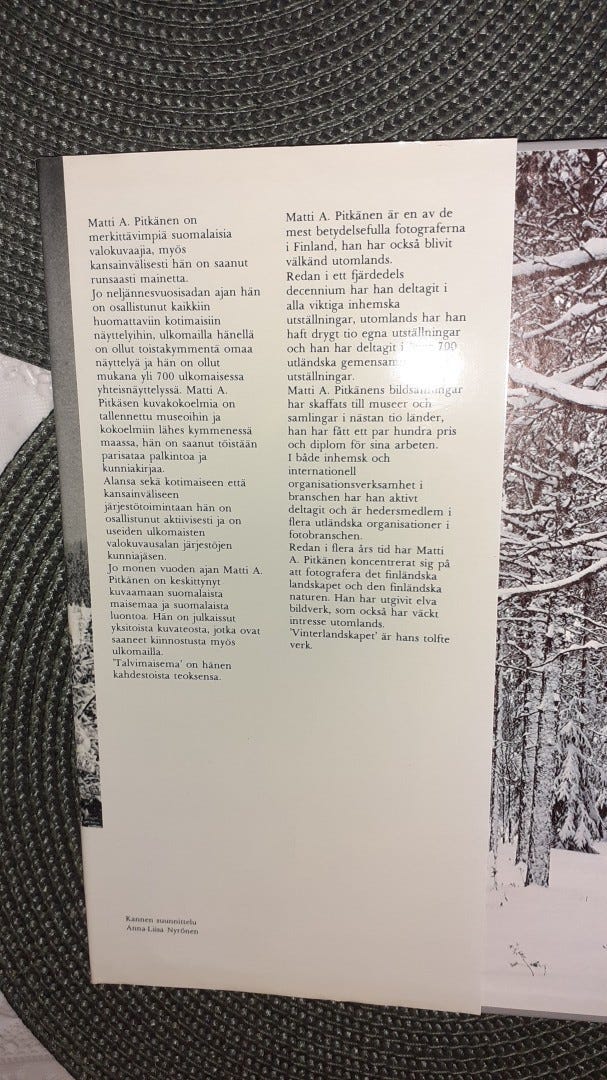 Matti A. Pitkänen on
merkittävimpiä suomalaisia
valokuvaajia, myös
kansainvälisesti hän on saanut
runsaasti mainetta.
Jo neljännesvuosisadan ajan hän
on osallistunut kaikkiin
huomattaviin kotimaisiin
näyttelyihin, ulkomailla hänellä
on ollut toistakymmentä omaa
näyttelyä ja hän on ollut
mukana yli 700 ulkomaisessa
yhteisnäyttelyssä. Matti A.
Pitkäsen kuvakokoelmia on
tallennettu museoihin ja
kokoelmiin lähes kymmenessä
maassa, hän on saanut töistään
parisataa palkintoa ja
kunniakirjaa.
Alansa sekä kotimaiseen että
kansainväliseen
järjestötoimintaan hän on
osallistunut aktiivisesti ja on
useiden ulkomaisten
valokuvausalan järjestöjen
kunniajäsen.
Jo monen vuoden ajan Matti A.
Pitkänen on keskittynyt
kuvaamaan suomalaista
maisemaa ja suomalaista
luontoa. Hän on julkaissut
yksitoista kuvateosta, jotka ovat
saaneet kiinnostusta myös
ulkomailla.
'Talvimaisema' on hänen
kahdestoista teoksensa.
Matti A. Pitkänen är en av de
mest betydelsefulla fotograferna
i Finland, han har också blivit
välkänd utomlands.
Redan i ett fjärdedels
decennium har han deltagit i
alla viktiga inhemska
utställningar, utomlands har han
haft drygt tio egna utställningar
och han har deltagit i 700
utländska gemensamma
utställningar.
Matti A. Pitkänens bildsamlingar
har skaffats till museer och
samlingar i nästan tio länder,
han har fått ett par hundra pris
och diplom för sina arbeten.
I både inhemsk och
internationell
organisationsverksamhet i
branschen har han aktivt
deltagit och är hedersmedlem i
flera utländska organisationer i
fotobranschen.
Redan i flera års tid har Matti
A. Pitkänen koncentrerat sig på
att fotografera det finländska
landskapet och den finländska
naturen. Han har utgivit elva
bildverk, som också har väckt
intresse utomlands.
'Vinterlandskapet' är hans tolfte
verk.
Kannen suunnittelu
Anna-Liisa Nyrönen